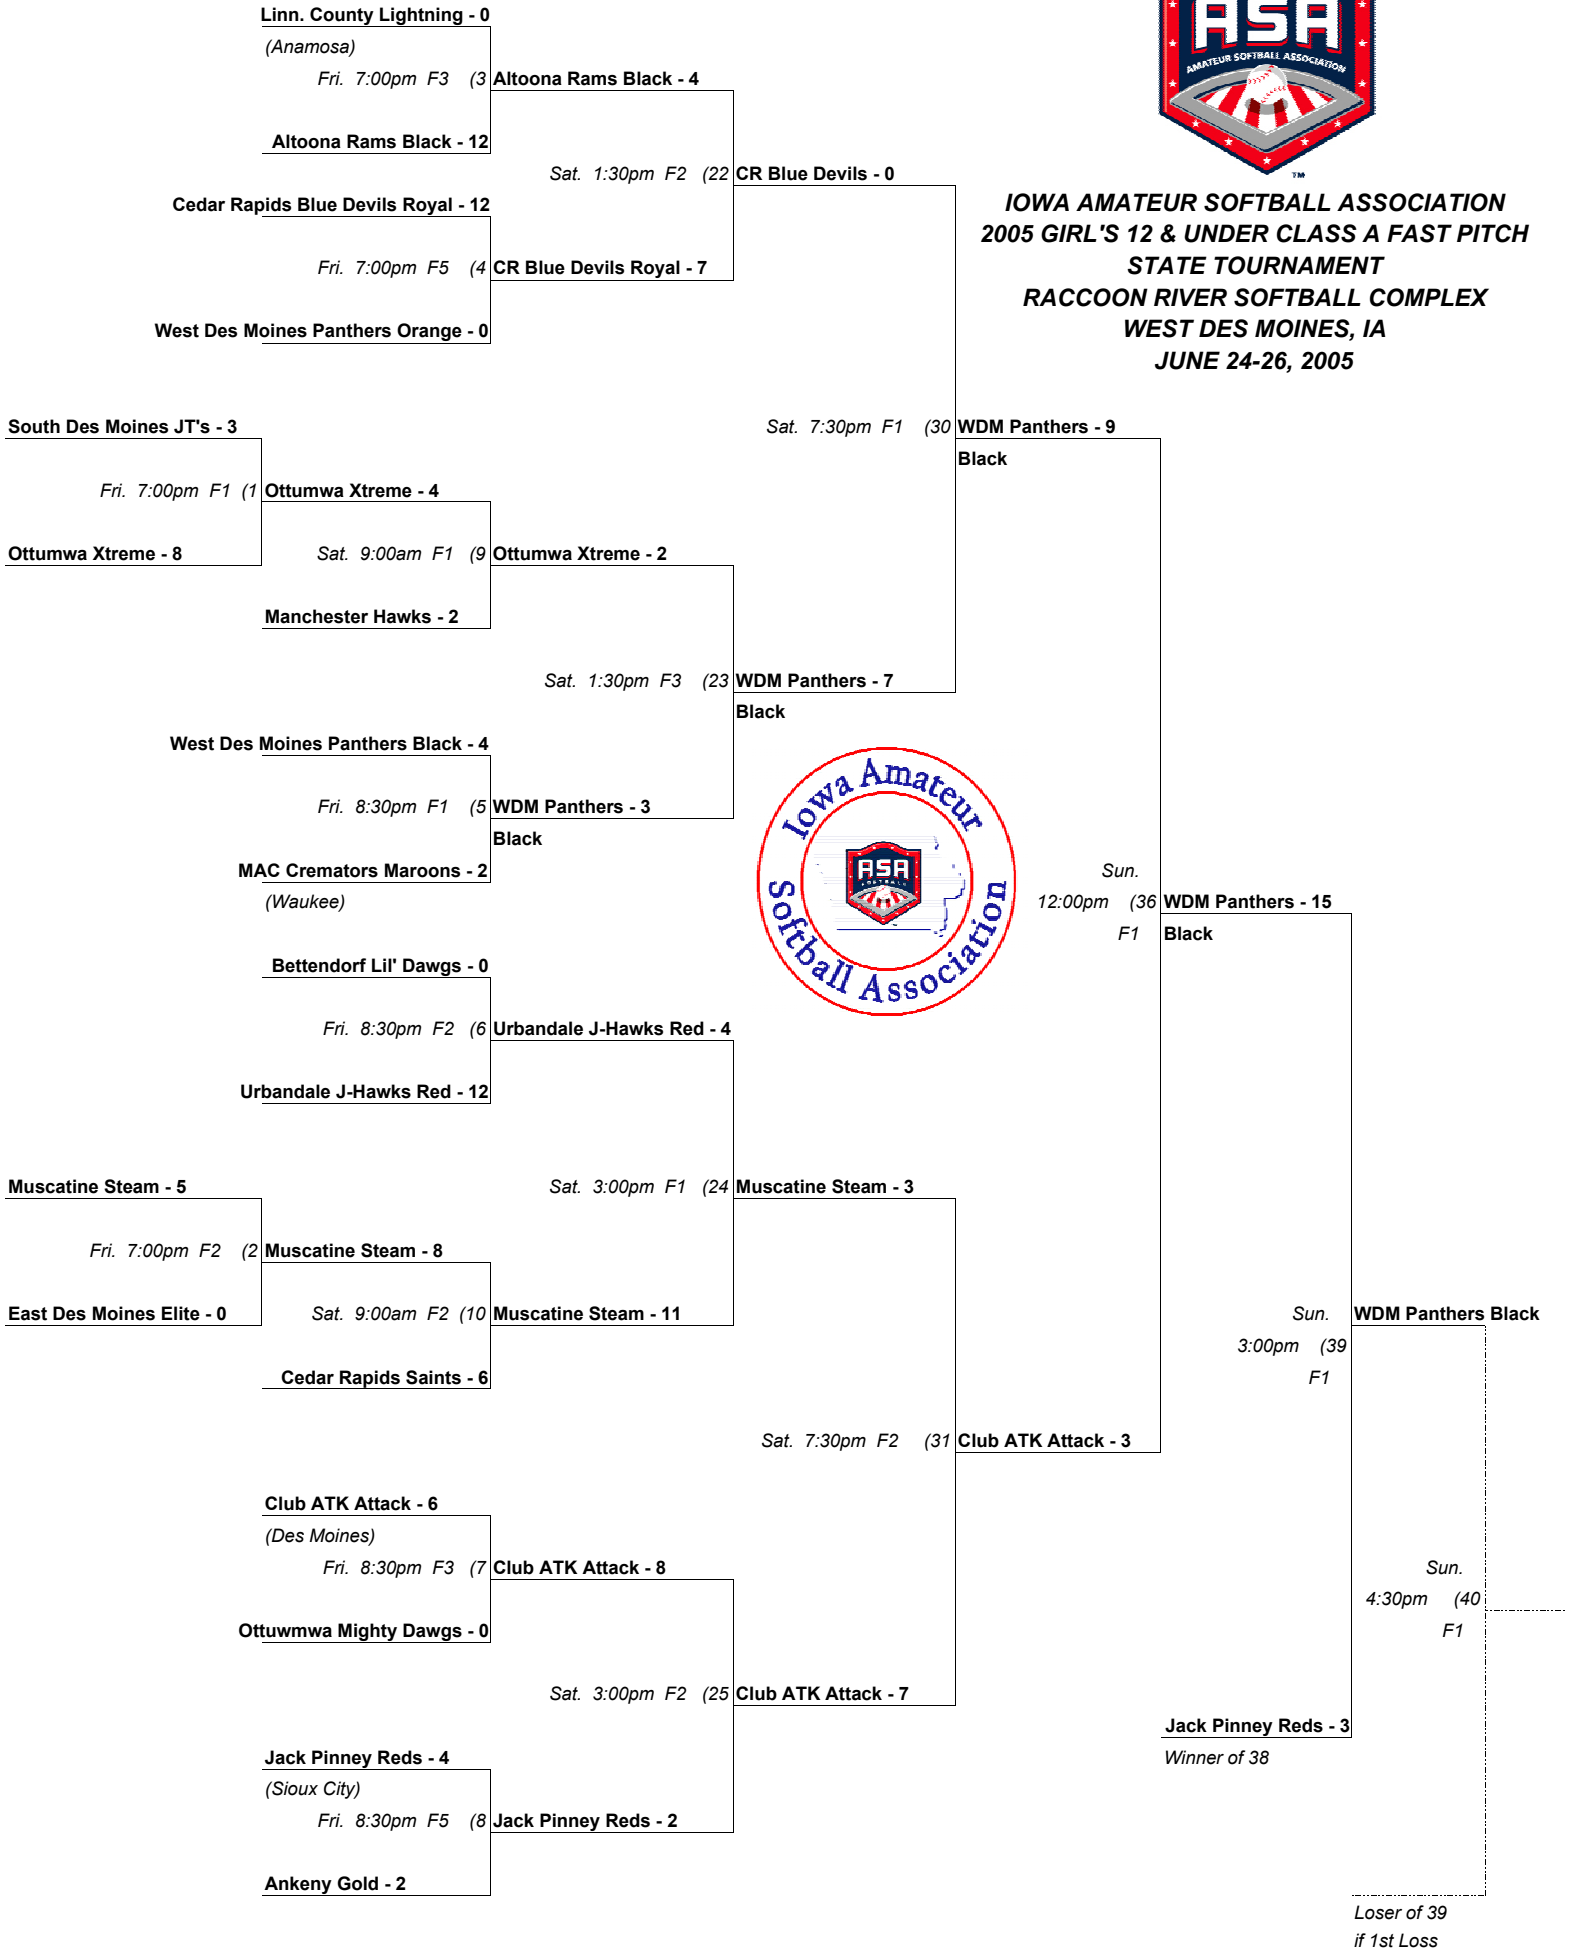 Linn. County Lightning - 0
(Anamosa)
Fri. 7:00pm F3 (3 Altoona Rams Black - 4
Altoona Rams Black - 12
Sat. 1:30pm F2 (22 CR Blue Devils - 0
Cedar Rapids Blue Devils Royal - 12
Fri. 7:00pm F5 (4 CR Blue Devils Royal - 7
West Des Moines Panthers Orange - 0
ASA
AMATEUR SOFTBALL ASSOCIATION
TM
IOWA AMATEUR SOFTBALL ASSOCIATION
2005 GIRL'S 12 & UNDER CLASS A FAST PITCH
STATE TOURNAMENT
RACCOON RIVER SOFTBALL COMPLEX
WEST DES MOINES, IA
JUNE 24-26, 2005
South Des Moines JT's - 3
Sat. 7:30pm F1 (30 WDM Panthers - 9
Black
Fri. 7:00pm F1 (1 Ottumwa Xtreme - 4
Ottumwa Xtreme - 8
Sat. 9:00am F1 (9 Ottumwa Xtreme - 2
Manchester Hawks - 2
Sat. 1:30pm F3 (23 WDM Panthers - 7
Black
West Des Moines Panthers Black - 4
Fri. 8:30pm F1 (5 WDM Panthers - 3
Black
MAC Cremators Maroons - 2
(Waukee)
Iowa Amateur
ASA
Softball Association
Sun.
12:00pm (36 WDM Panthers - 15
F1 Black
Bettendorf Lil' Dawgs - 0
Fri. 8:30pm F2 (6 Urbandale J-Hawks Red - 4
Urbandale J-Hawks Red - 12
Muscatine Steam - 5
Sat. 3:00pm F1 (24 Muscatine Steam - 3
Fri. 7:00pm F2 (2 Muscatine Steam - 8
East Des Moines Elite - 0
Sat. 9:00am F2 (10 Muscatine Steam - 11
Sun. WDM Panthers Black
3:00pm (39
F1
Cedar Rapids Saints - 6
Sat. 7:30pm F2 (31 Club ATK Attack - 3
Club ATK Attack - 6
(Des Moines)
Fri. 8:30pm F3 (7 Club ATK Attack - 8
Sun.
4:30pm (40
F1
Ottuwmwa Mighty Dawgs - 0
Sat. 3:00pm F2 (25 Club ATK Attack - 7
Jack Pinney Reds - 3
Winner of 38
Jack Pinney Reds - 4
(Sioux City)
Fri. 8:30pm F5 (8 Jack Pinney Reds - 2
Ankeny Gold - 2
Loser of 39
if 1st Loss